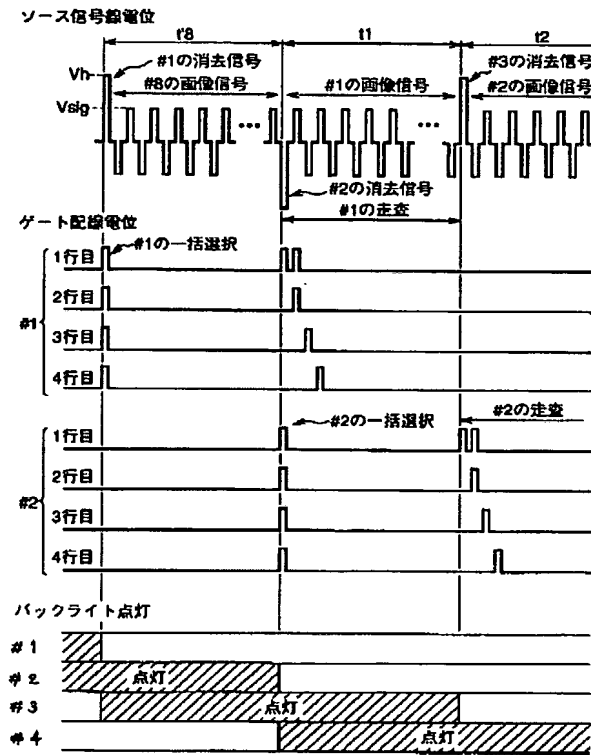 ソース信号線電位
t'8 t1 t2
Vh #1の消去信号 #3の消去信号
#8の画像信号 #1の画像信号 #2の画像信号
Vsig
… …
#2の消去信号
#1の走査
ゲート配線電位
#1の一括選択
1行目
2行目
#1
3行目
4行目
#2の一括選択 #2の走査
1行目
2行目
#2
3行目
4行目
バックライト点灯
#1
#2 点灯
#3 点灯
#4 点灯